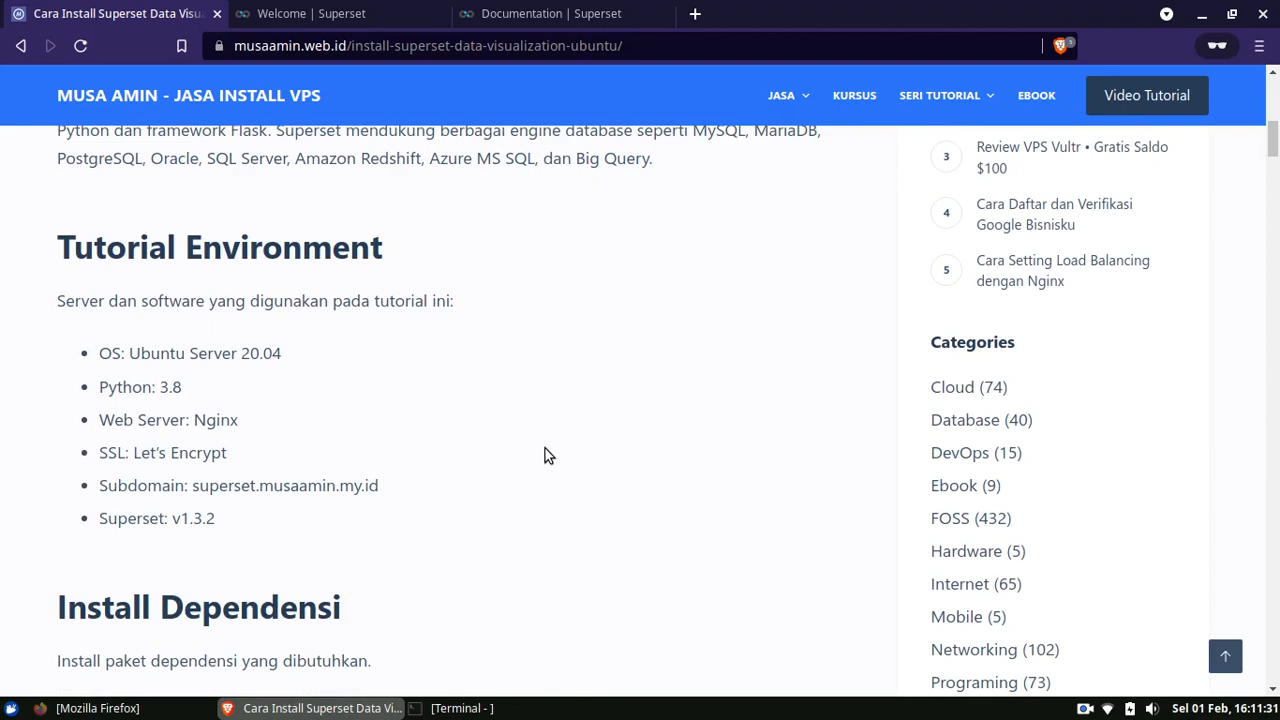 Cara Install Superset Data Visu
Welcome | Superset
Documentation | Superset
musaamin.web.id/install-superset-data-visualization-ubuntu/
3
MUSA AMIN - JASA INSTALL VPS
JASA
KURSUS
SERI TUTORIAL
EBOOK
Video Tutorial
Python dan framework Flask. Superset mendukung berbagai engine database seperti MySQL, MariaDB,
PostgreSQL, Oracle, SQL Server, Amazon Redshift, Azure MS SQL, dan Big Query.
Tutorial Environment
Server dan software yang digunakan pada tutorial ini:
• OS: Ubuntu Server 20.04
• Python: 3.8
• Web Server: Nginx
• SSL: Let’s Encrypt
• Subdomain: superset.musaamin.my.id
• Superset: v1.3.2
Install Dependensi
Install paket dependensi yang dibutuhkan.
3
Review VPS Vultr • Gratis Saldo
$100
4
Cara Daftar dan Verifikasi
Google Bisnisku
5
Cara Setting Load Balancing
dengan Nginx
Categories
Cloud (74)
Database (40)
DevOps (15)
Ebook (9)
FOSS (432)
Hardware (5)
Internet (65)
Mobile (5)
Networking (102)
Programing (73)
[Mozilla Firefox]
Cara Install Superset Data Vi...
[Terminal - ]
Sel 01 Feb, 16:11:31